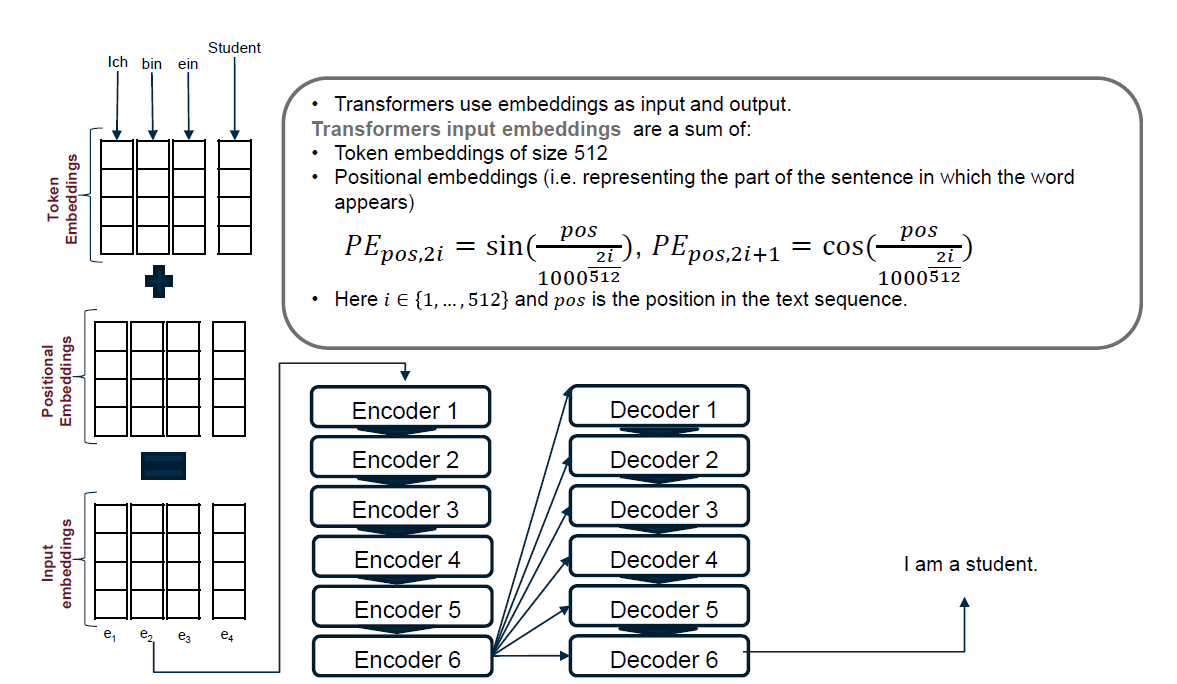 Ich bin ein Student
Token
Embeddings
• Transformers use embeddings as input and output.
Transformers input embeddings are a sum of:
• Token embeddings of size 512
• Positional embeddings (i.e. representing the part of the sentence in which the word
appears)
PE_{pos,2i} = sin(\frac{pos}{1000^{\frac{2i}{512}}}), PE_{pos,2i+1} = cos(\frac{pos}{1000^{\frac{2i}{512}}})
• Here i ∈ {1, …, 512} and pos is the position in the text sequence.
Positional
Embeddings
Input
embeddings
e₁ e₂ e₃ e₄
Encoder 1
Encoder 2
Encoder 3
Encoder 4
Encoder 5
Encoder 6
Decoder 1
Decoder 2
Decoder 3
Decoder 4
Decoder 5
Decoder 6
I am a student.